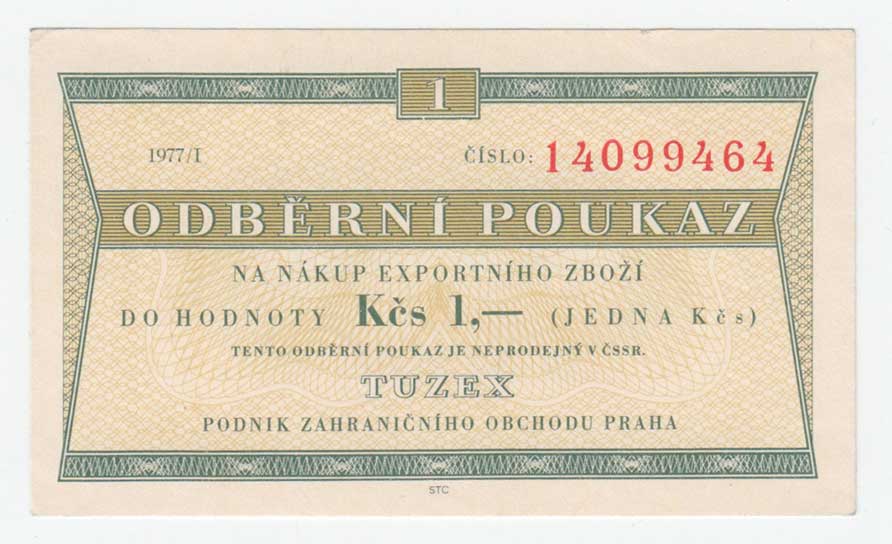 1
1977/I ČÍSLO: 14099464
ODBĚRNÍ POUKAZ
NA NÁKUP EXPORTNÍHO ZBOŽÍ
DO HODNOTY Kčs 1,— (JEDNA Kčs)
TENTO ODBĚRNÍ POUKAZ JE NEPRODEJNÝ V ČSSR.
TUZEX
PODNIK ZAHRANIČNÍHO OBCHODU PRAHA
STC